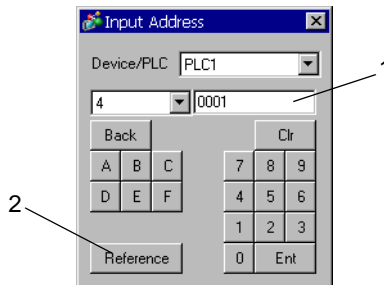 Input Address
Device/PLC PLC1
4 0001
Back Clr
A B C 7 8 9
D E F 4 5 6
1 2 3
Reference 0 Ent
2